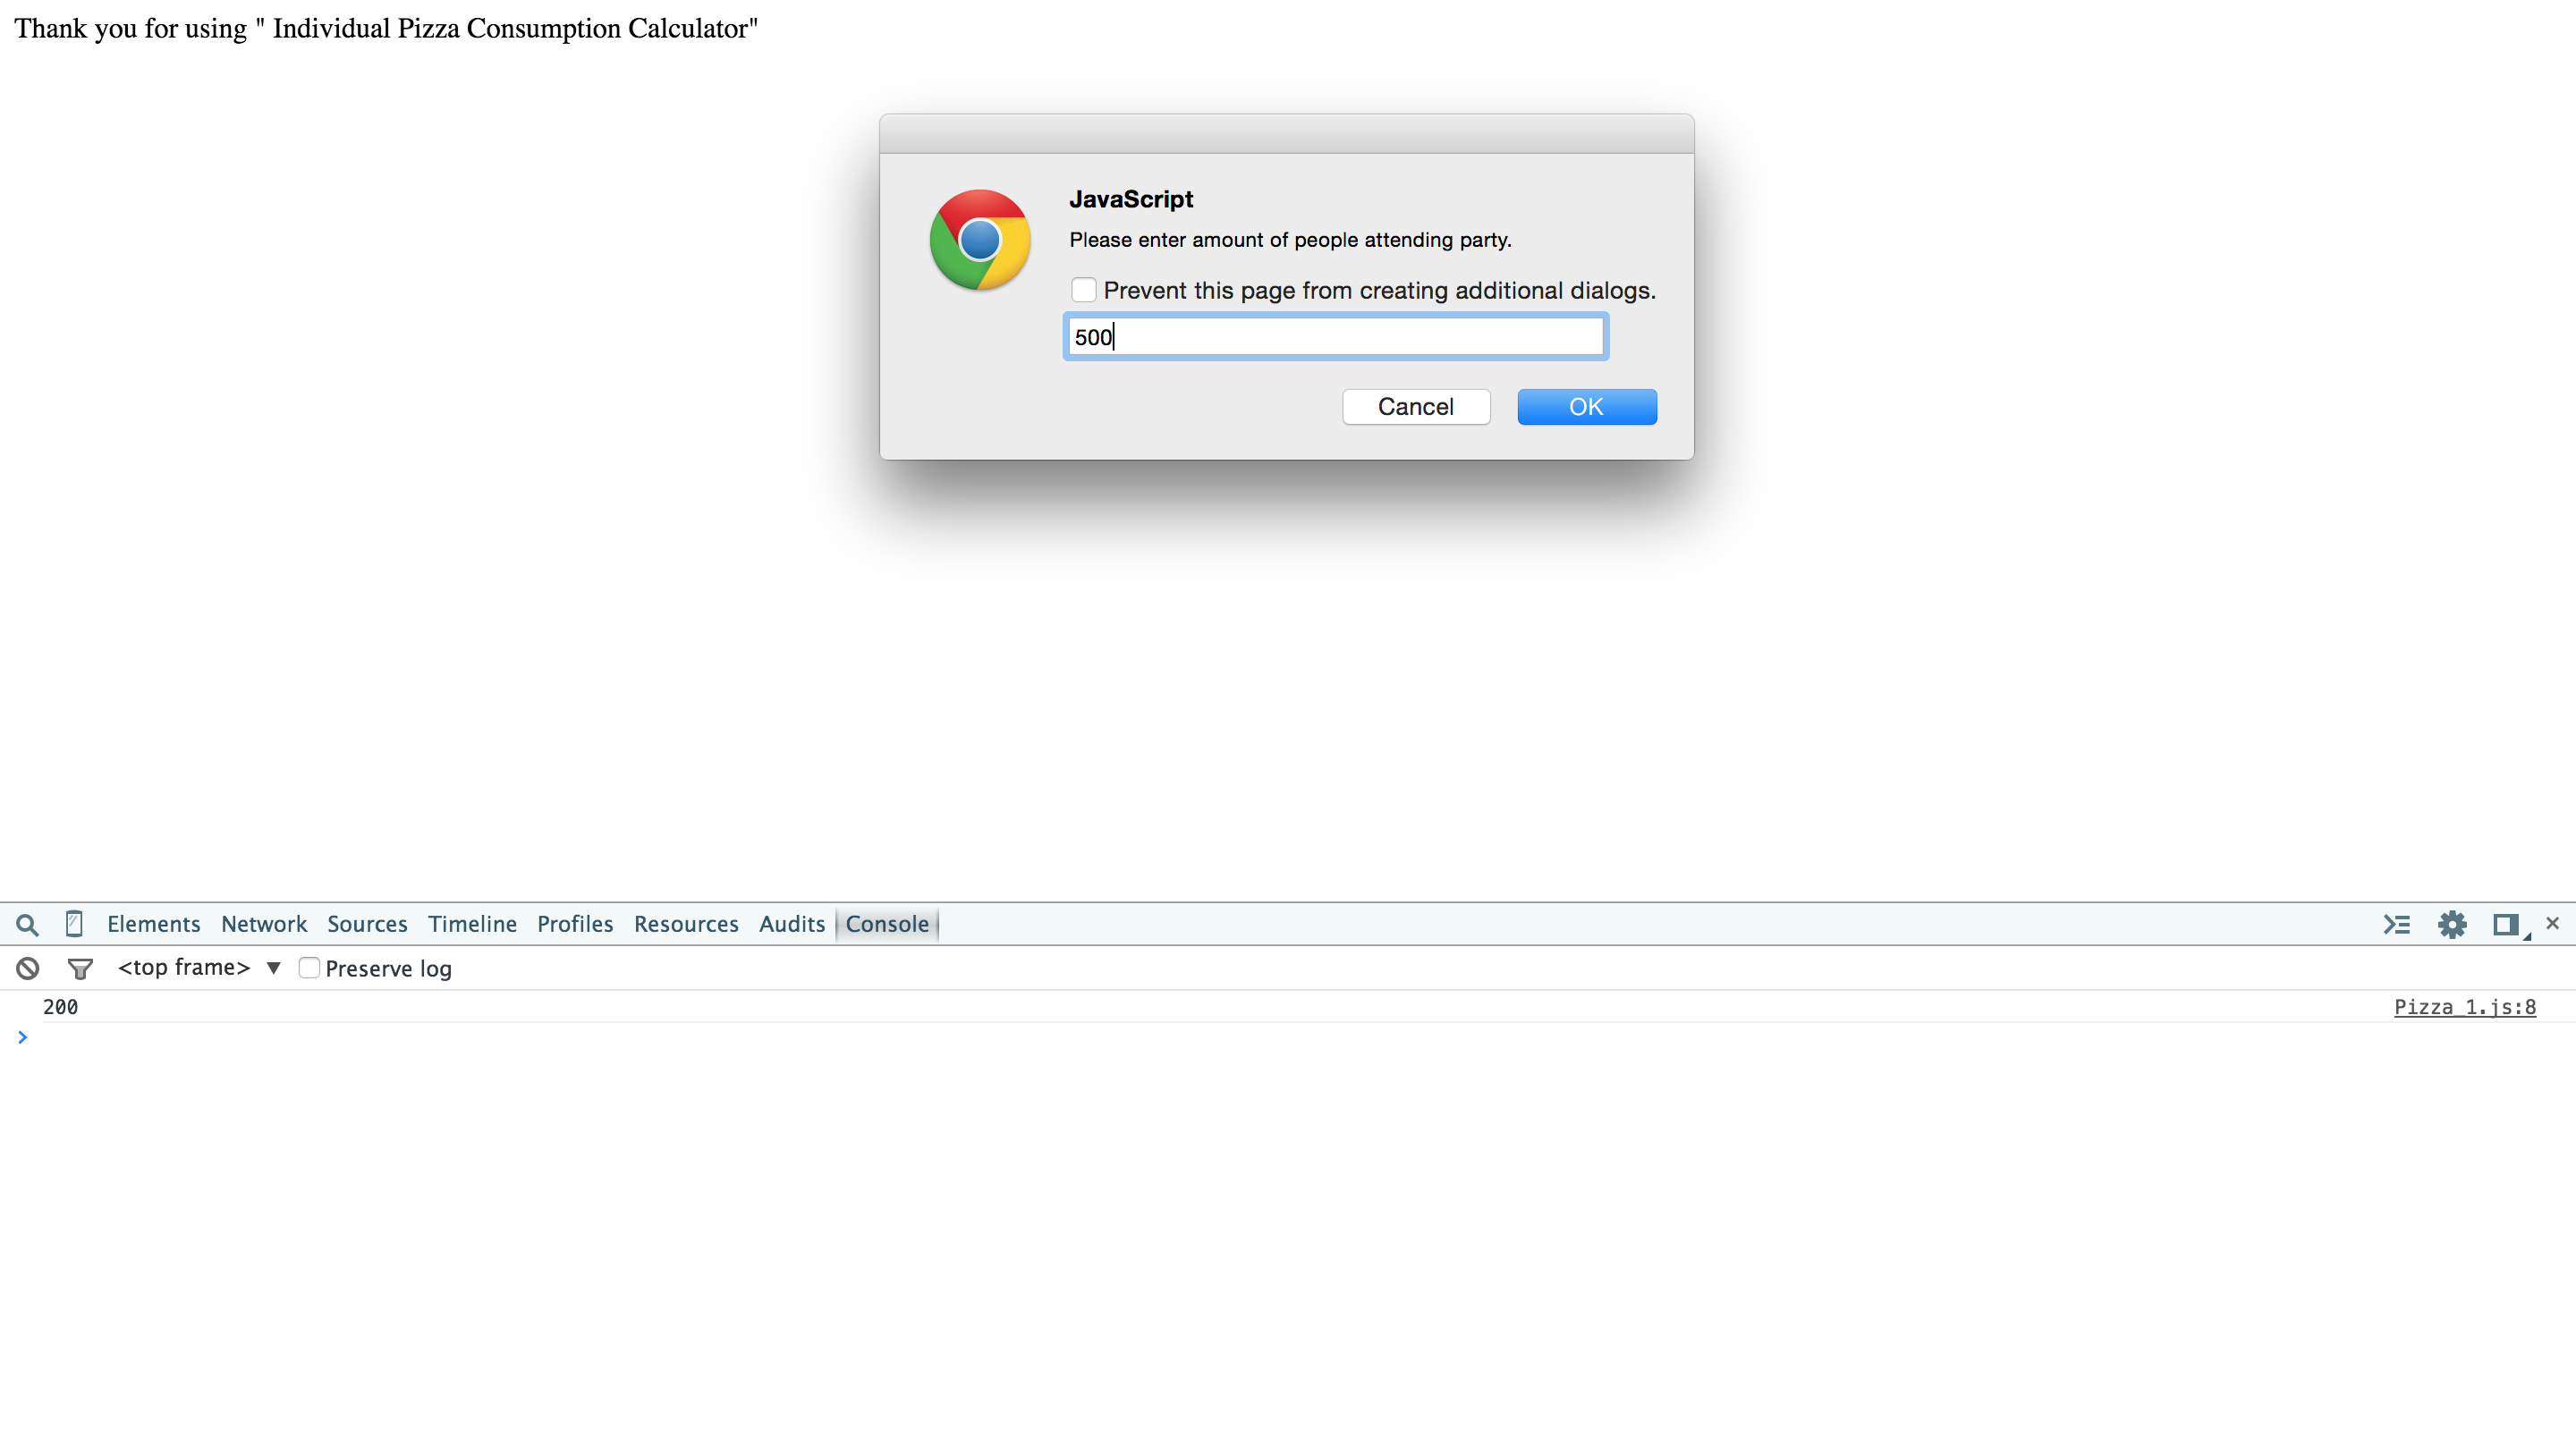 Thank you for using " Individual Pizza Consumption Calculator"
JavaScript
Please enter amount of people attending party.
Prevent this page from creating additional dialogs.
500
Cancel OK
Elements Network Sources Timeline Profiles Resources Audits Console
<top frame> ▼ Preserve log
200 Pizza_1.js:8